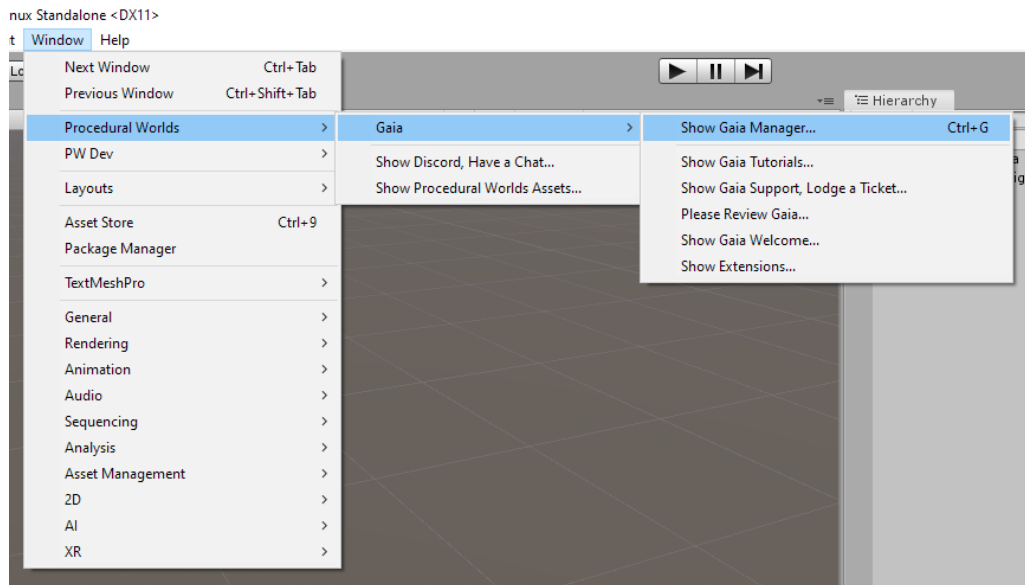 nux Standalone <DX11>
t Window Help
Lo
Next Window Ctrl+Tab
Previous Window Ctrl+Shift+Tab
Procedural Worlds
PW Dev
Layouts
Asset Store Ctrl+9
Package Manager
TextMeshPro
General
Rendering
Animation
Audio
Sequencing
Analysis
Asset Management
2D
AI
XR
Gaia
Show Discord, Have a Chat...
Show Procedural Worlds Assets...
Show Gaia Manager... Ctrl+G
Show Gaia Tutorials...
Show Gaia Support, Lodge a Ticket...
Please Review Gaia...
Show Gaia Welcome...
Show Extensions...
Hierarchy
a
ig